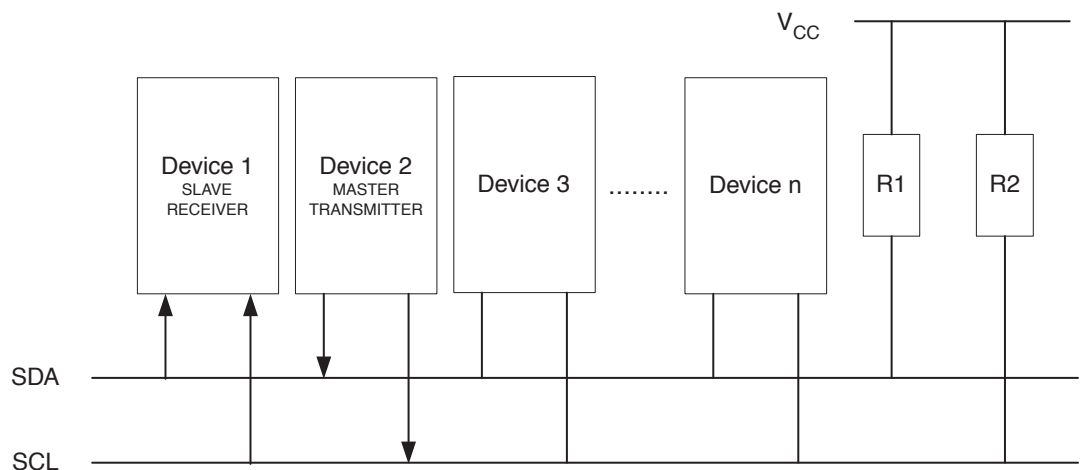 VCC
Device 1
SLAVE
RECEIVER
Device 2
MASTER
TRANSMITTER
Device 3
........
Device n
R1
R2
SDA
SCL